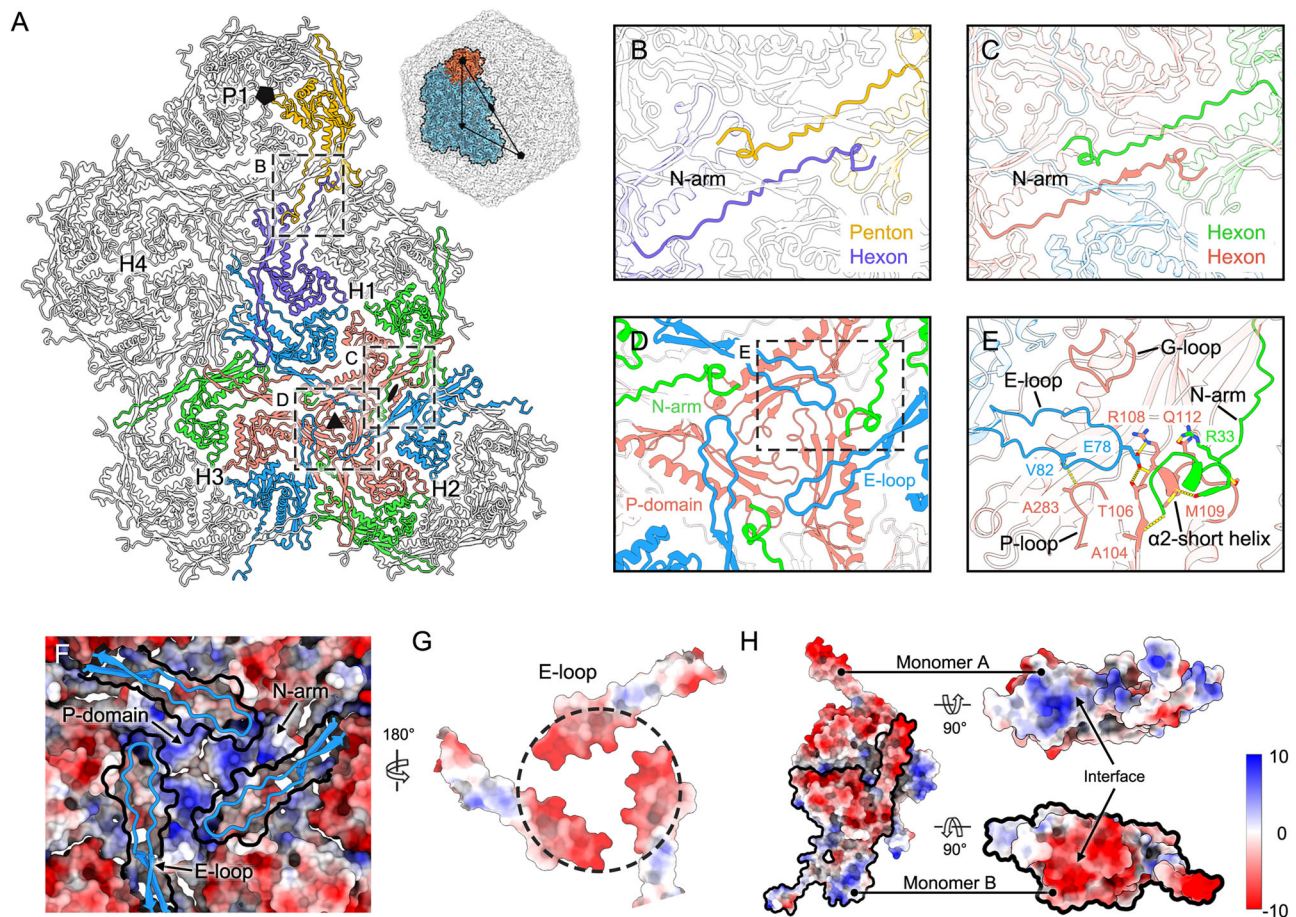 A
P1
B
H4
H1
C
D
H3
H2
B
N-arm
Penton
Hexon
C
N-arm
Hexon
Hexon
D
E
N-arm
P-domain
E-loop
E
G-loop
E-loop
N-arm
R108
Q112
R33
E78
V82
A283
T106
M109
P-loop
α2-short helix
A104
F
N-arm
P-domain
E-loop
180°
G
E-loop
H
Monomer A
90°
Interface
90°
Monomer B
10
0
-10